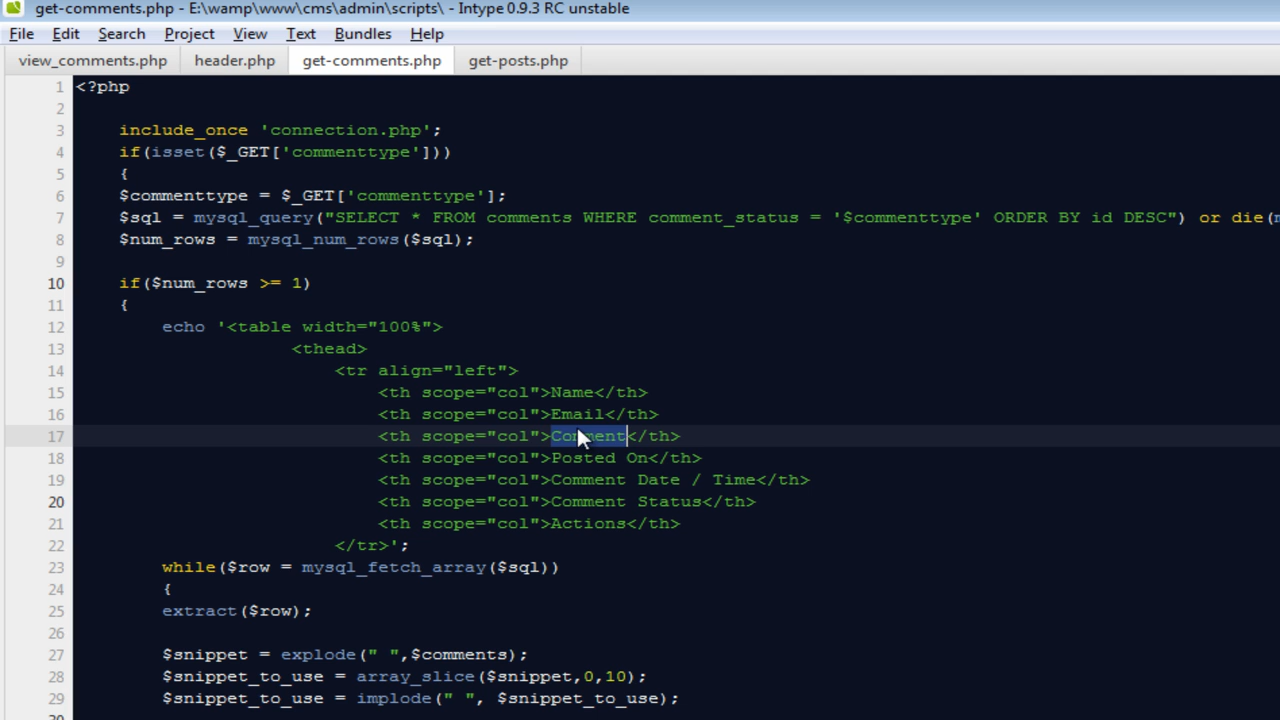 get-comments.php - E:\wamp\www\cms\admin\scripts\ - Intype 0.9.3 RC unstable
File Edit Search Project View Text Bundles Help
view_comments.php header.php get-comments.php get-posts.php
1 <?php
2
3 include_once 'connection.php';
4 if(isset($_GET['commenttype']))
5 {
6 $commenttype = $_GET['commenttype'];
7 $sql = mysql_query("SELECT * FROM comments WHERE comment_status = '$commenttype' ORDER BY id DESC") or die(
8 $num_rows = mysql_num_rows($sql);
9
10 if($num_rows >= 1)
11 {
12 echo '<table width="100%">
13 <thead>
14 <tr align="left">
15 <th scope="col">Name</th>
16 <th scope="col">Email</th>
17 <th scope="col">Comment</th>
18 <th scope="col">Posted On</th>
19 <th scope="col">Comment Date / Time</th>
20 <th scope="col">Comment Status</th>
21 <th scope="col">Actions</th>
22 </tr>';
23 while($row = mysql_fetch_array($sql))
24 {
25 extract($row);
26
27 $snippet = explode(" ",$comments);
28 $snippet_to_use = array_slice($snippet,0,10);
29 $snippet_to_use = implode(" ", $snippet_to_use);